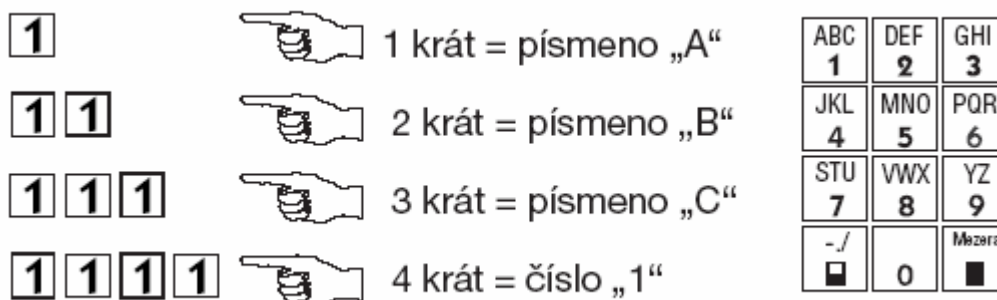 1 1 krát = písmeno „A“
1 1 2 krát = písmeno „B“
1 1 1 3 krát = písmeno „C“
1 1 1 1 4 krát = číslo „1“
ABC DEF GHI
1 2 3
JKL MNO PQR
4 5 6
STU VWX YZ
7 8 9
-./ Mezera
0